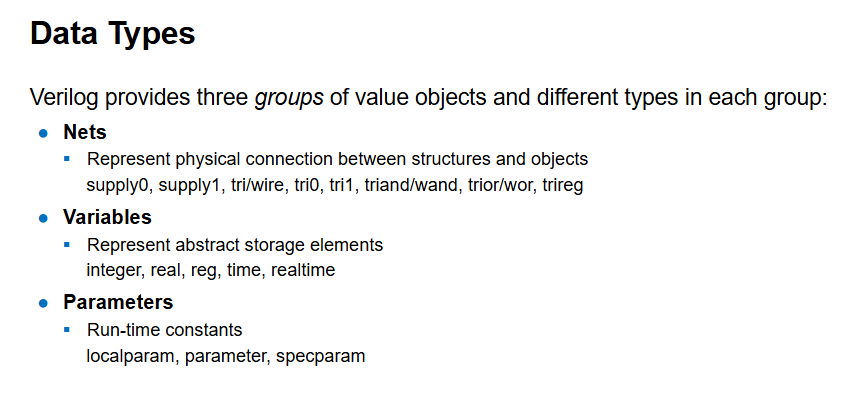 Data Types
Verilog provides three groups of value objects and different types in each group:
● Nets
▪ Represent physical connection between structures and objects
supply0, supply1, tri/wire, tri0, tri1, triand/wand, trior/wor, trireg
● Variables
▪ Represent abstract storage elements
integer, real, reg, time, realtime
● Parameters
▪ Run-time constants
localparam, parameter, specparam